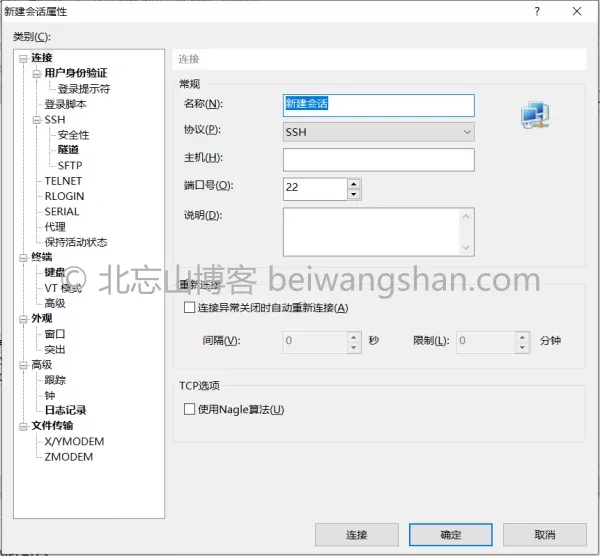 新建会话属性
类别(C):
连接
用户身份验证
登录提示符
登录脚本
SSH
安全性
隧道
SFTP
TELNET
RLOGIN
SERIAL
代理
保持活动状态
终端
键盘
VT 模式
高级
外观
窗口
突出
高级
跟踪
钟
日志记录
文件传输
X/YMODEM
ZMODEM
连接
常规
名称(N):
新建会话
协议(P):
SSH
主机(H):
端口号(O):
22
说明(D):
© 北忘山博客 beiwangshan.com
重新连接
连接异常关闭时自动重新连接(A)
间隔(V): 0 秒 限制(L): 0 分钟
TCP选项
使用Nagle算法(U)
连接 确定 取消